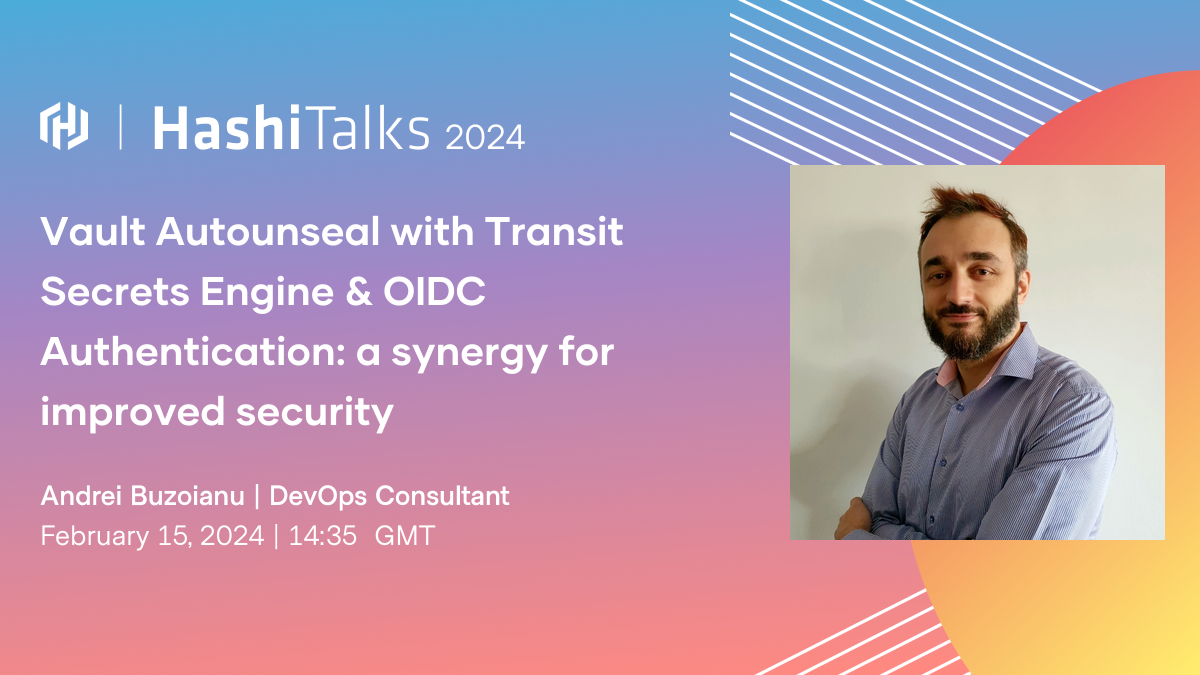 HashiTalks 2024
Vault Autounseal with Transit
Secrets Engine & OIDC
Authentication: a synergy for
improved security
Andrei Buzoianu | DevOps Consultant
February 15, 2024 | 14:35 GMT